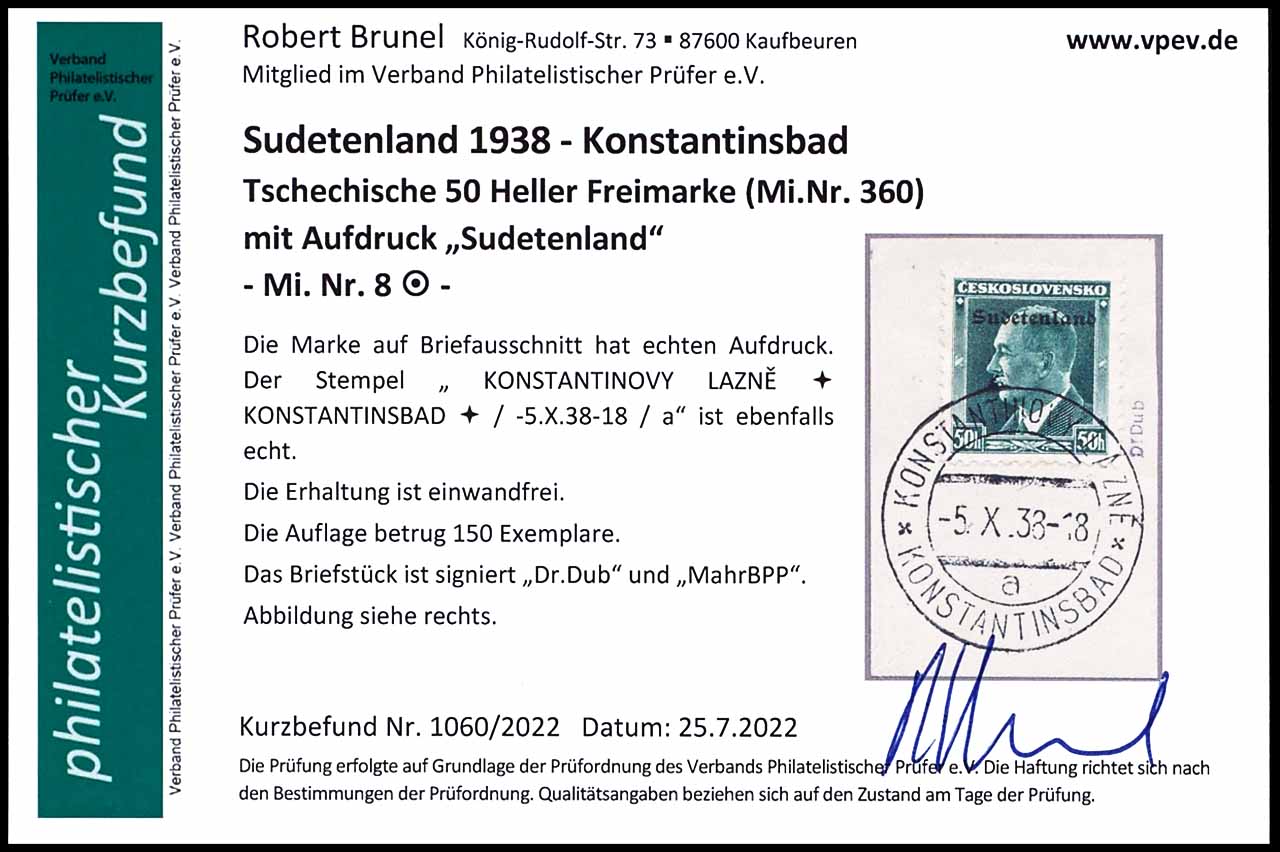 Verband
Philatelistischer
Prüfer e.V.
philatelistischer
Kurzbefund
Verband Philatelistischer Prüfer e.V. Verband Philatelistischer Prüfer e.V. Verband Philatelistischer Prüfer e.V. Verband Philatelistischer Prüfer e.V.
Robert Brunel König-Rudolf-Str. 73 ▪ 87600 Kaufbeuren
www.vpev.de
Mitglied im Verband Philatelistischer Prüfer e.V.
Sudetenland 1938 - Konstantinsbad
Tschechische 50 Heller Freimarke (Mi.Nr. 360)
mit Aufdruck „Sudetenland“
- Mi. Nr. 8 ☉ -
Die Marke auf Briefausschnitt hat echten Aufdruck.
Der Stempel „ KONSTANTINOVY LAZNĚ ✦
KONSTANTINSBAD ✦ / -5.X.38-18 / a“ ist ebenfalls
echt.
Die Erhaltung ist einwandfrei.
Die Auflage betrug 150 Exemplare.
Das Briefstück ist signiert „Dr.Dub“ und „MahrBPP“.
Abbildung siehe rechts.
ČESKOSLOVENSKO
Sudetenland
50h 50h
Dr Dub
-5.X.38-18
a
KONSTANTINSBAD
Kurzbefund Nr. 1060/2022 Datum: 25.7.2022
Die Prüfung erfolgte auf Grundlage der Prüfordnung des Verbands Philatelistischer Prüfer e.V. Die Haftung richtet sich nach
den Bestimmungen der Prüfordnung. Qualitätsangaben beziehen sich auf den Zustand am Tage der Prüfung.